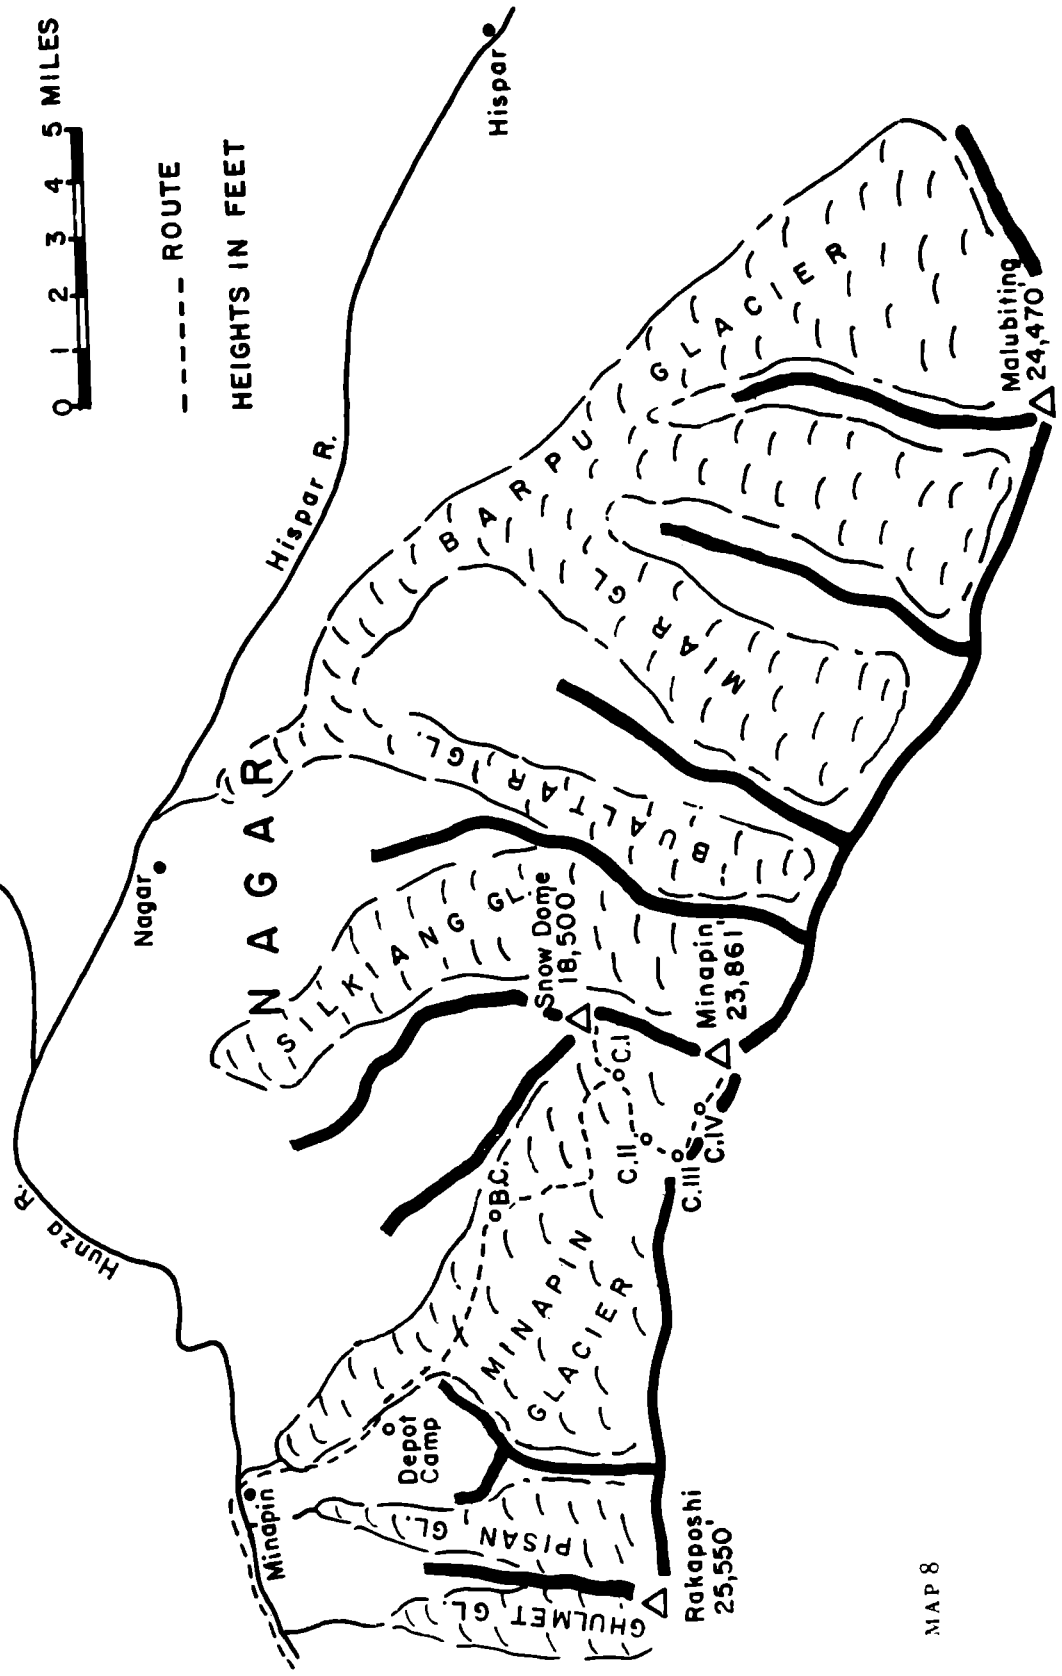 0 1 2 3 4 5 MILES
------ ROUTE
HEIGHTS IN FEET
Hispar
Hispar R.
Nagar
NAGAR
Hunza R.
Minapin
Depot
Camp
B.C.
C.I
C.II
C.III
C.IV
Snow Dome
18,500'
Minapin
23,861'
Malubiting
24,470'
Rakaposhi
25,550'
BARPU GLACIER
MIAR GL.
BUALTAR GL.
SILKIANG GL.
MINAPIN
GLACIER
PISAN GL.
GHULMET GL.
MAP 8